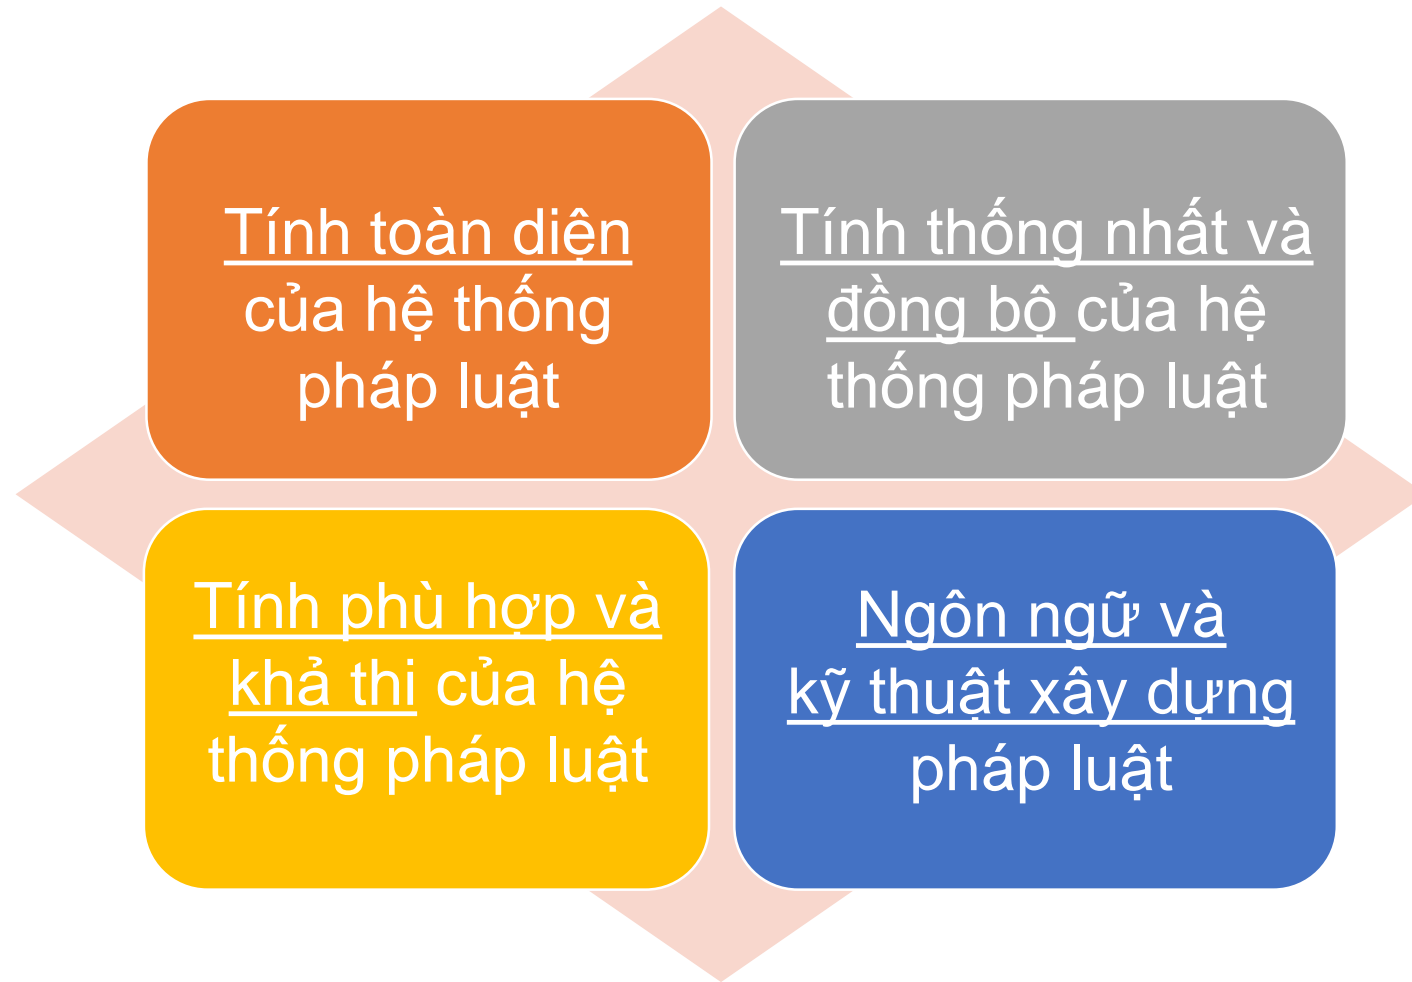 Tính toàn diện
của hệ thống
pháp luật
Tính thống nhất và
đồng bộ của hệ
thống pháp luật
Tính phù hợp và
khả thi của hệ
thống pháp luật
Ngôn ngữ và
kỹ thuật xây dựng
pháp luật